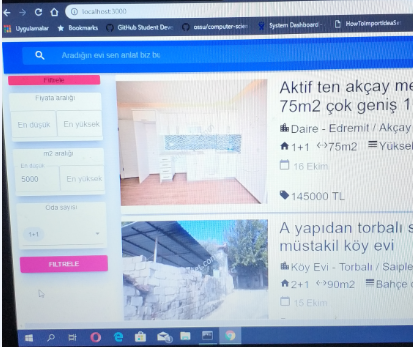 localhost:3000
Uygulamalar
Bookmarks
GitHub Student Dev
ossu/computer-scien
System Dashboard
HowToImportIdeaS
Aradığın evi sen anlat biz bu
Filtrele
Fiyata aralığı
En düşük
En yüksek
m2 aralığı
En düşük
5000
En yüksek
Oda sayısı
1+1
FILTRELE
Aktif ten akçay me
75m2 çok geniş 1
Daire - Edremit / Akçay
1+1 75m2 Yüksel
16 Ekim
145000 TL
A yapıdan torbalı s
müstakil köy evi
Köy Evi - Torbalı / Saiple
2+1 90m2 Bahçe
15 Ekim